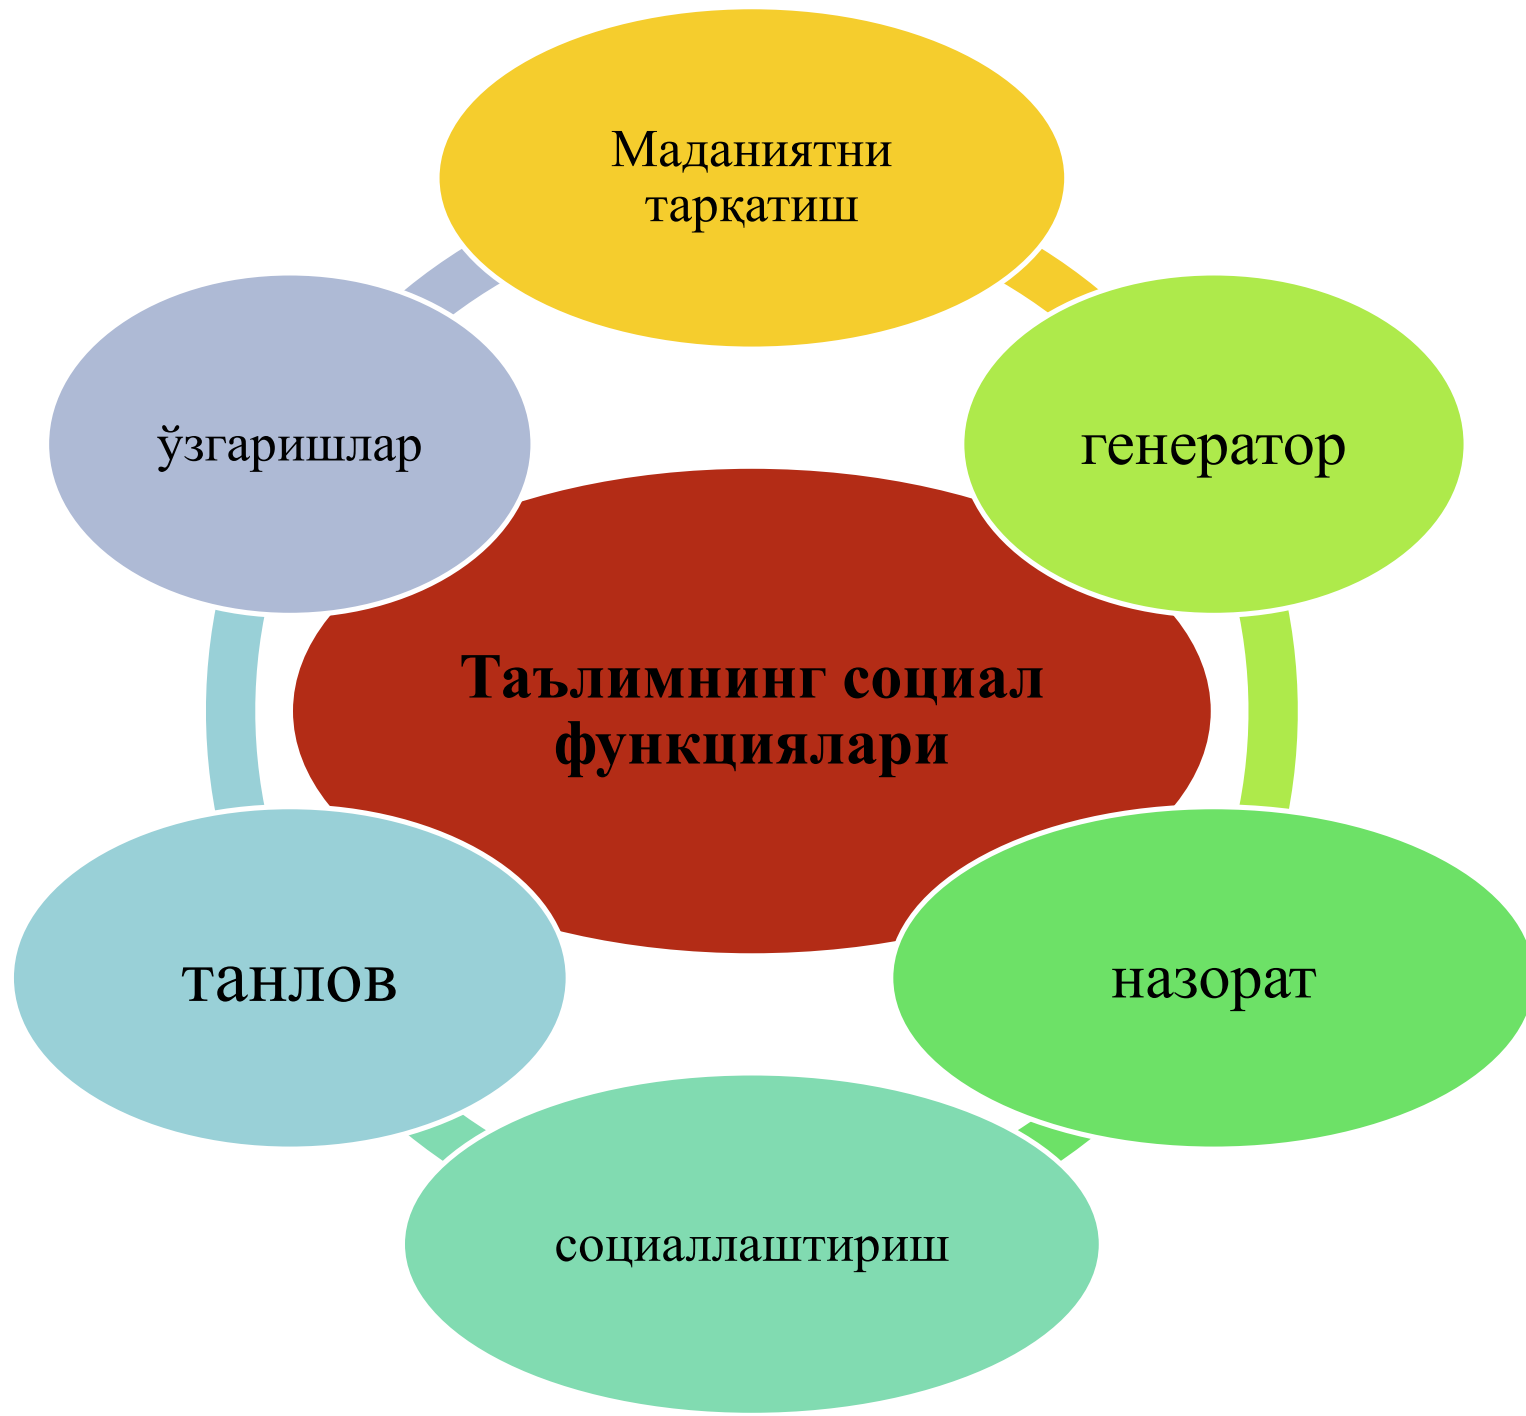 Маданиятни
тарқатиш
ўзгаришлар
генератор
Таълимнинг социал
функциялари
танлов
назорат
социаллаштириш